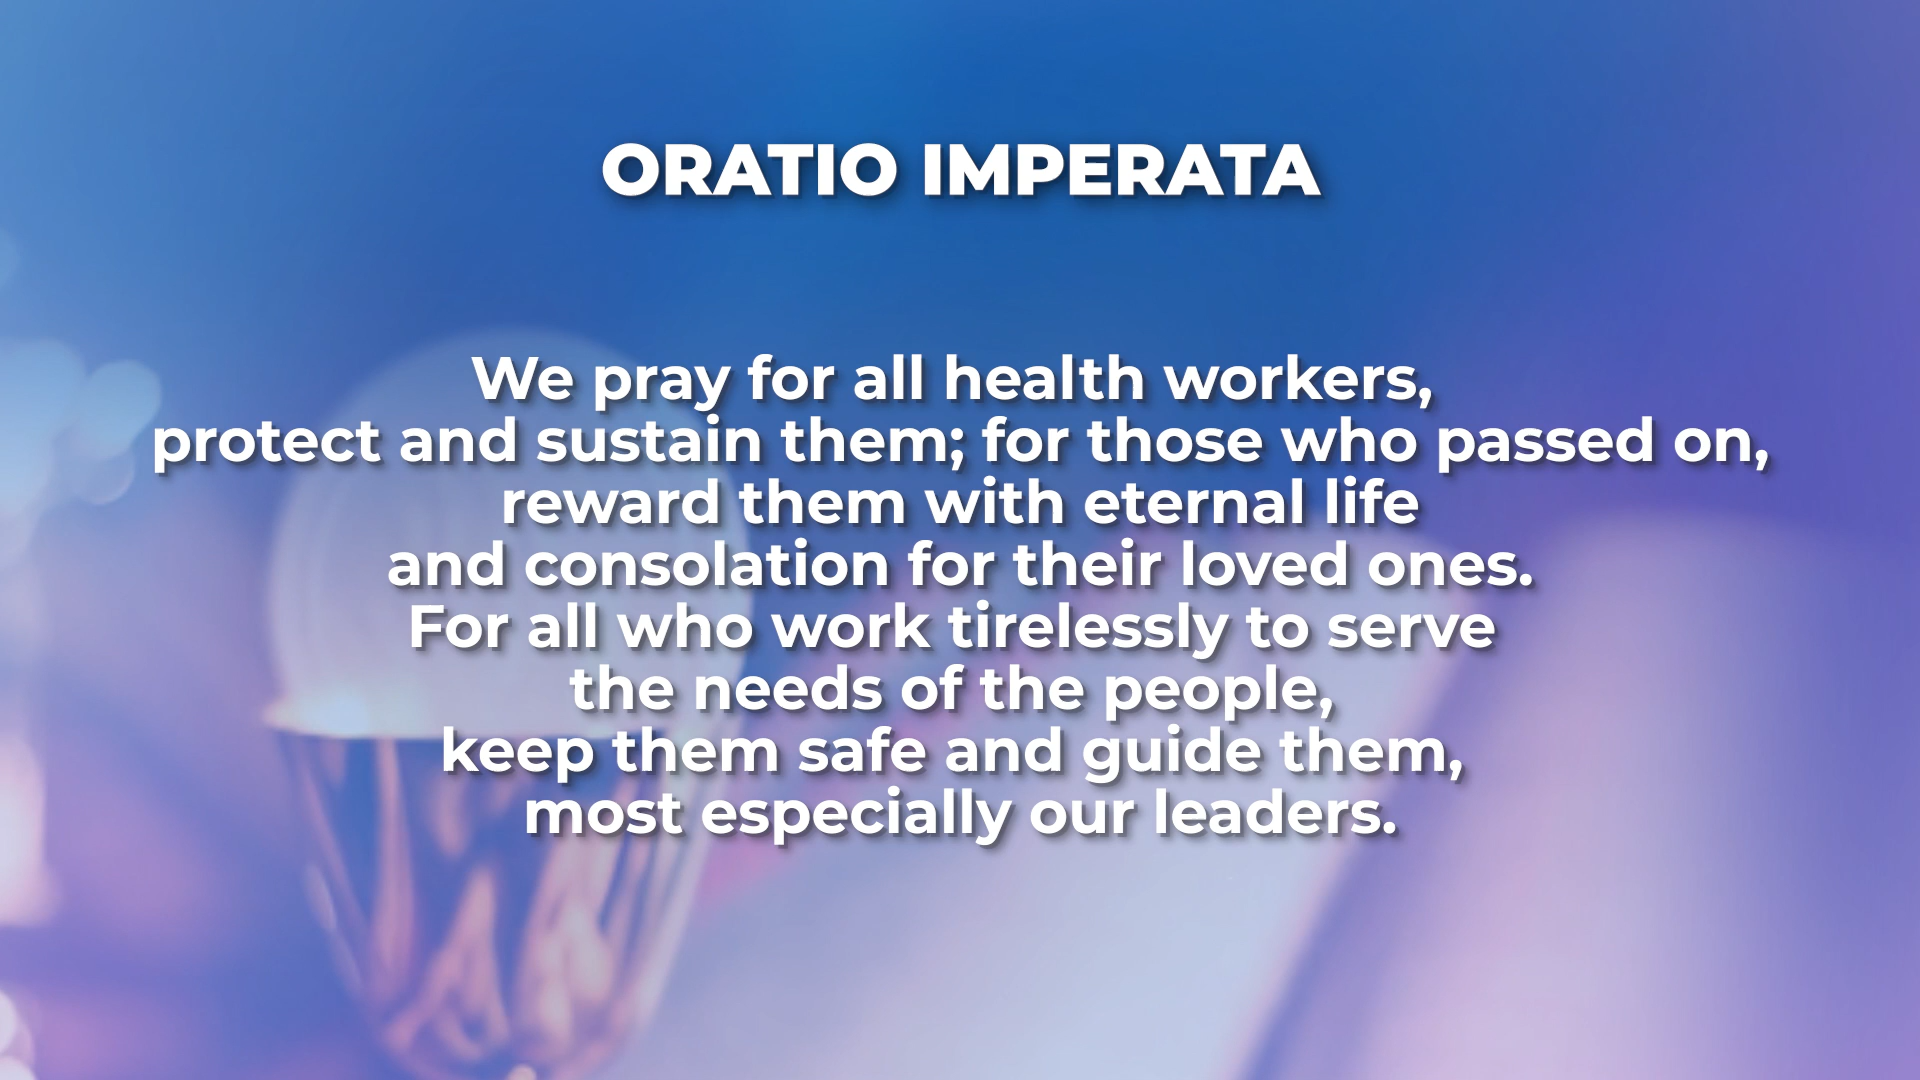 ORATIO IMPERATA
We pray for all health workers,
protect and sustain them; for those who passed on,
reward them with eternal life
and consolation for their loved ones.
For all who work tirelessly to serve
the needs of the people,
keep them safe and guide them,
most especially our leaders.